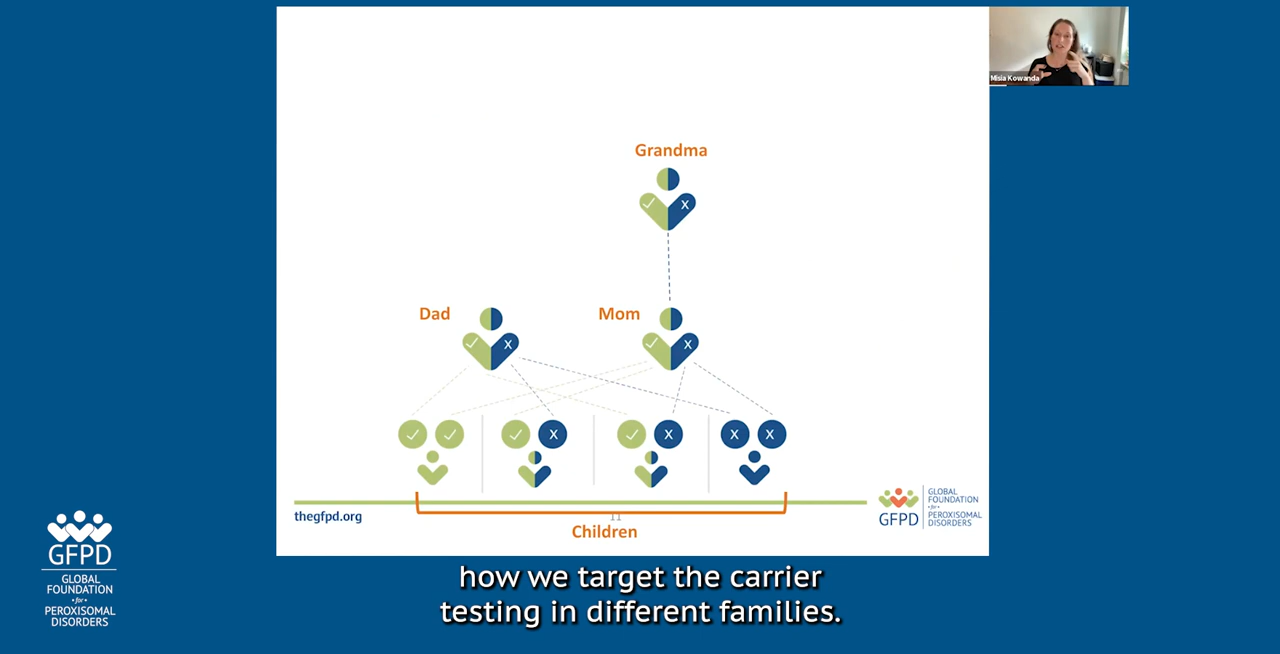 Misia Kowanda
Grandma
✓ X
Dad
Mom
✓ X
✓ X
✓ ✓ ✓ X ✓ X X X
thegfpd.org
11
Children
GFPD
GLOBAL
FOUNDATION
•for•
PEROXISOMAL
DISORDERS
GFPD
GLOBAL
FOUNDATION
•for•
PEROXISOMAL
DISORDERS
how we target the carrier
testing in different families.